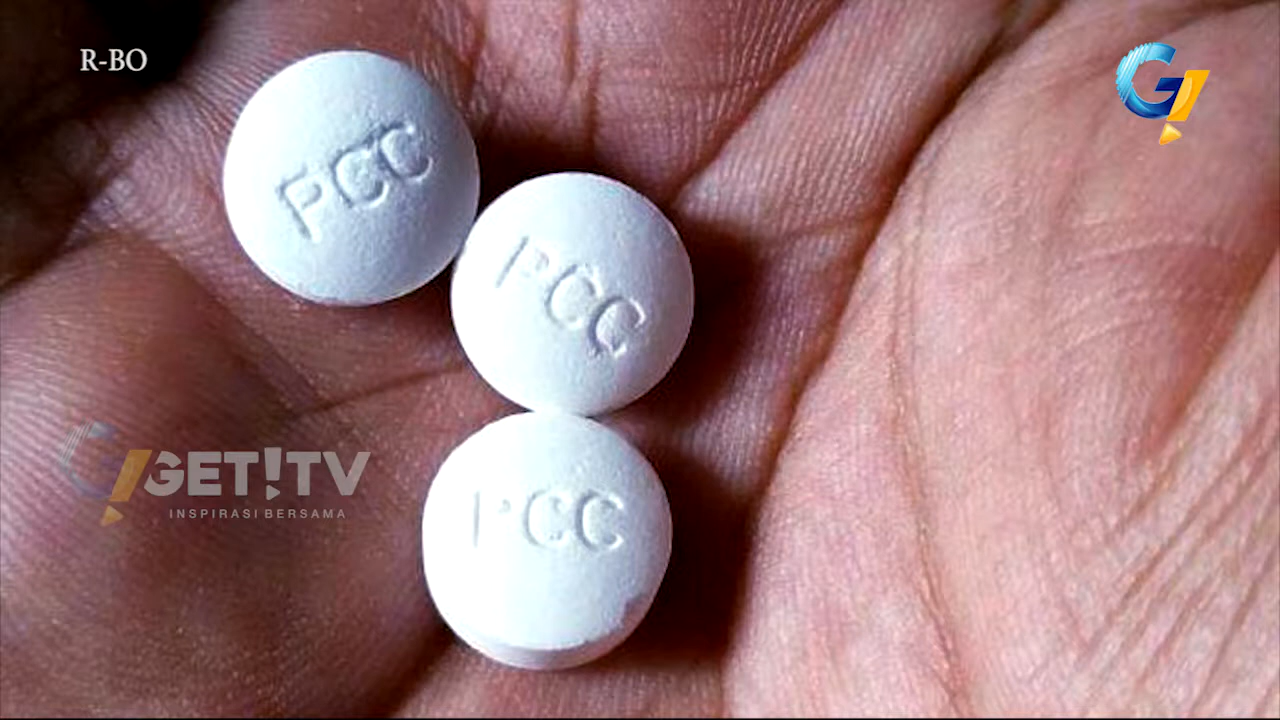 R-BO
G!
PCC
PCC
PCC
G! GET!TV
INSPIRASI BERSAMA